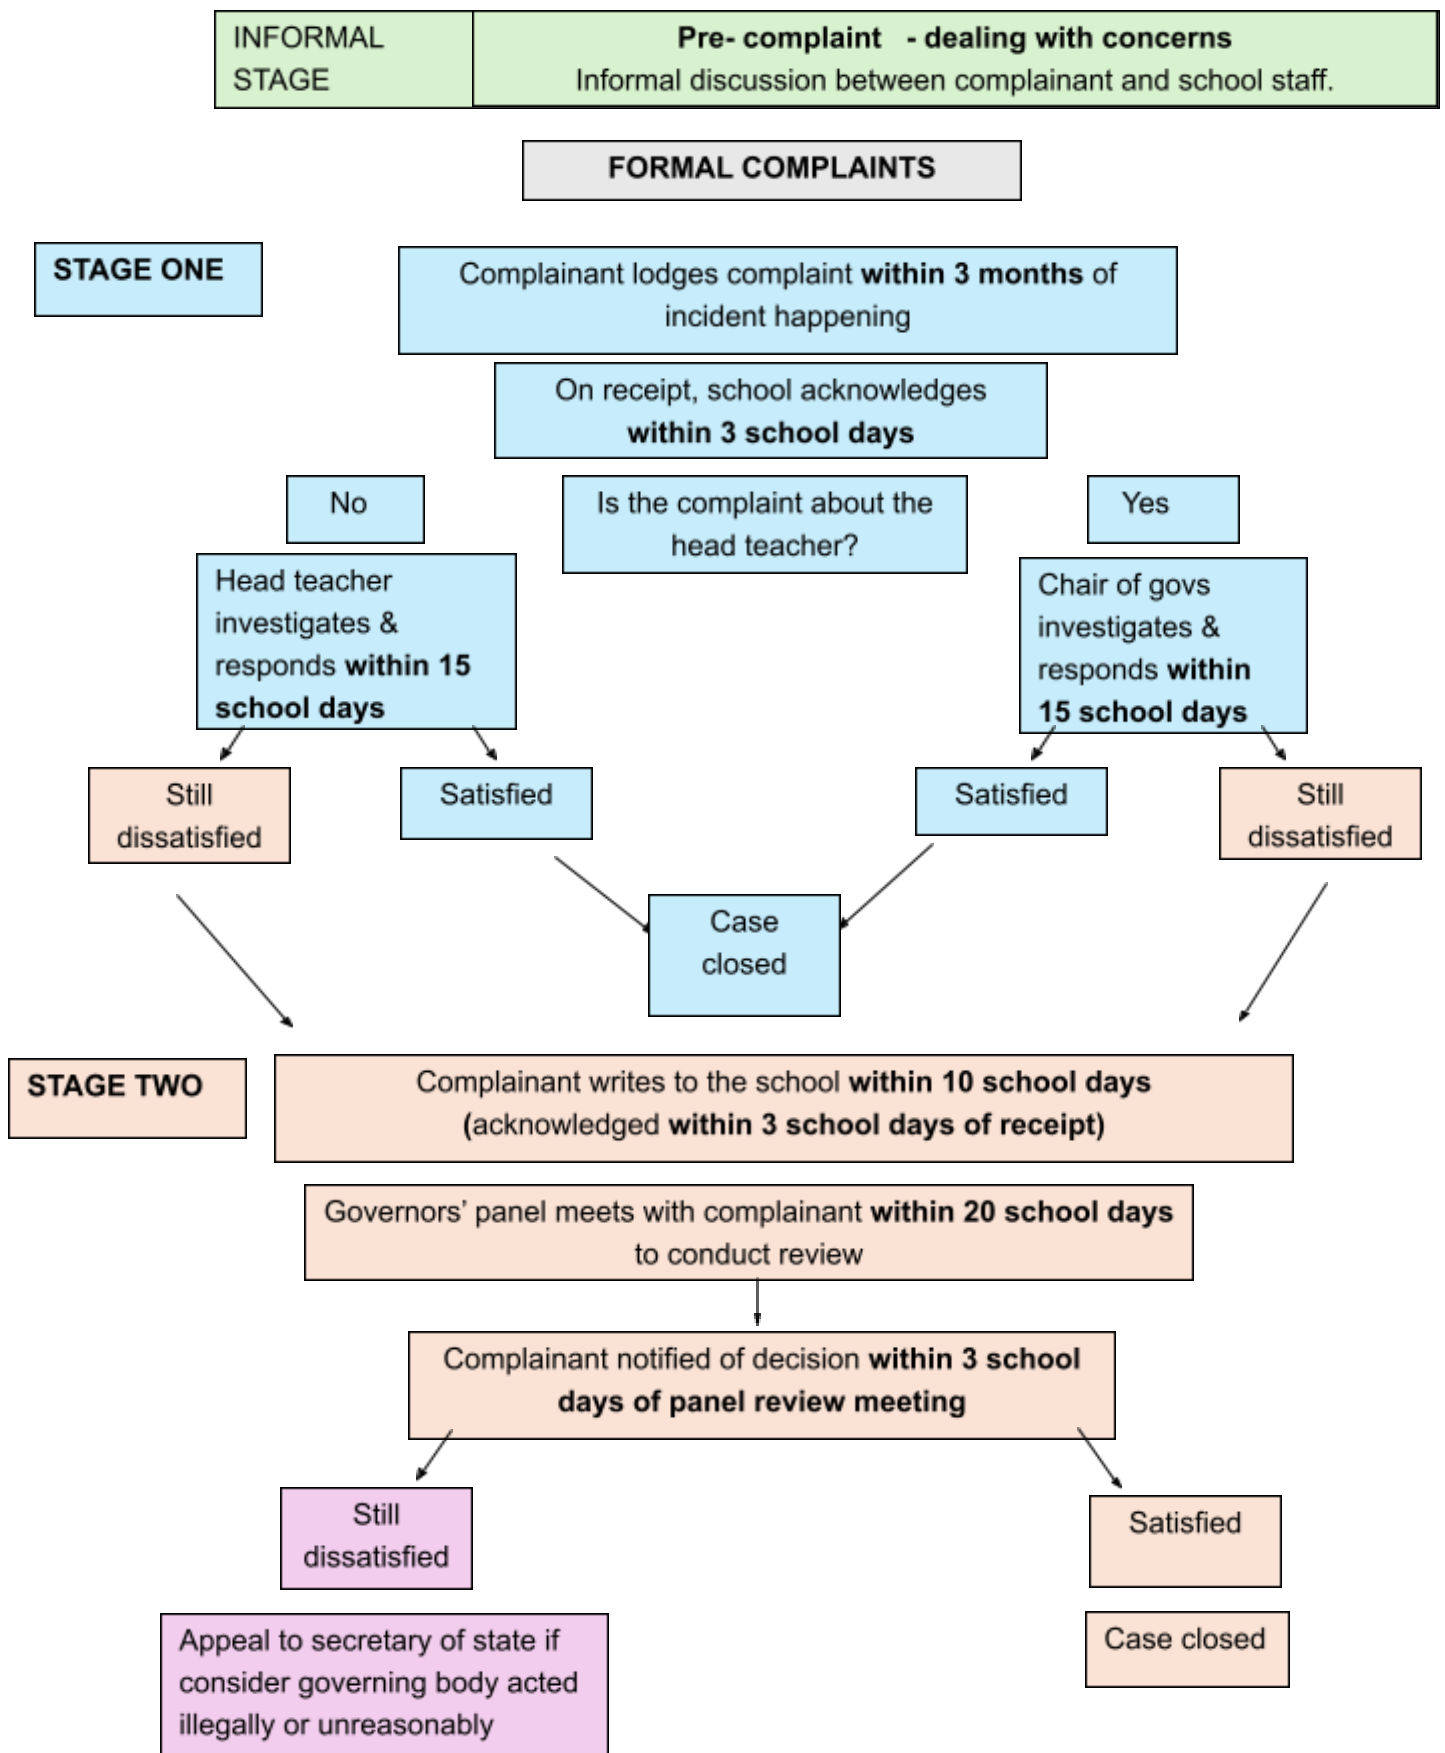 INFORMAL
STAGE
Pre- complaint - dealing with concerns
Informal discussion between complainant and school staff.
FORMAL COMPLAINTS
STAGE ONE
Complainant lodges complaint within 3 months of
incident happening
On receipt, school acknowledges
within 3 school days
No
Is the complaint about the
head teacher?
Yes
Head teacher
investigates &
responds within 15
school days
Chair of govs
investigates &
responds within
15 school days
Still
dissatisfied
Satisfied
Satisfied
Still
dissatisfied
Case
closed
STAGE TWO
Complainant writes to the school within 10 school days
(acknowledged within 3 school days of receipt)
Governors’ panel meets with complainant within 20 school days
to conduct review
Complainant notified of decision within 3 school
days of panel review meeting
Still
dissatisfied
Satisfied
Appeal to secretary of state if
consider governing body acted
illegally or unreasonably
Case closed